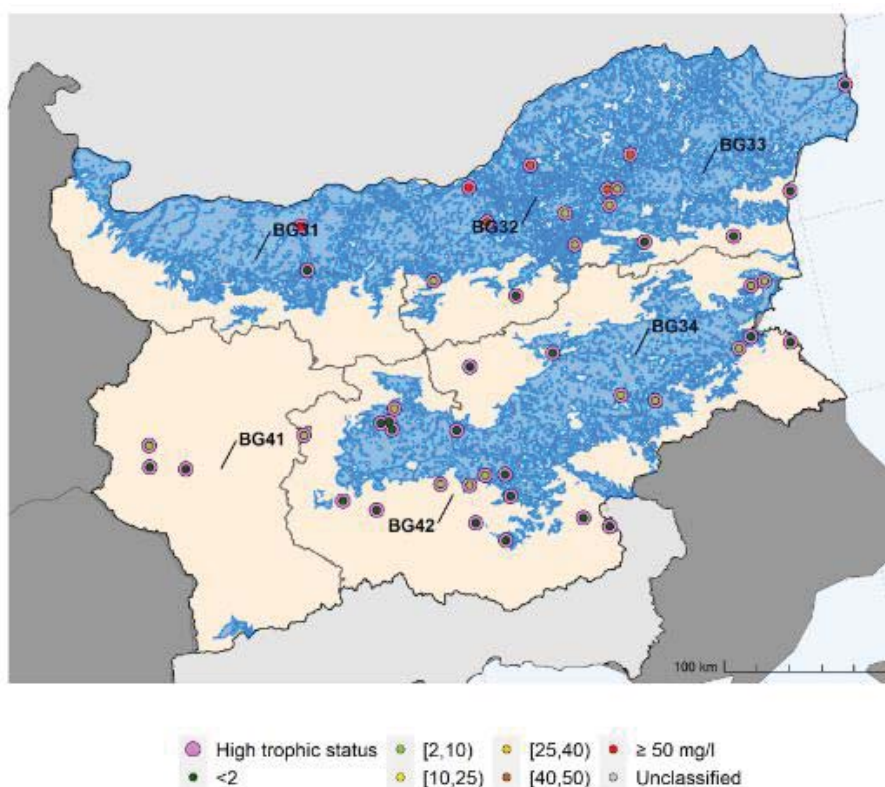 BG33
BG32
BG31
BG34
BG41
BG42
100 km
High trophic status [2,10) [25,40) ≥ 50 mg/l
<2 [10,25) [40,50) Unclassified